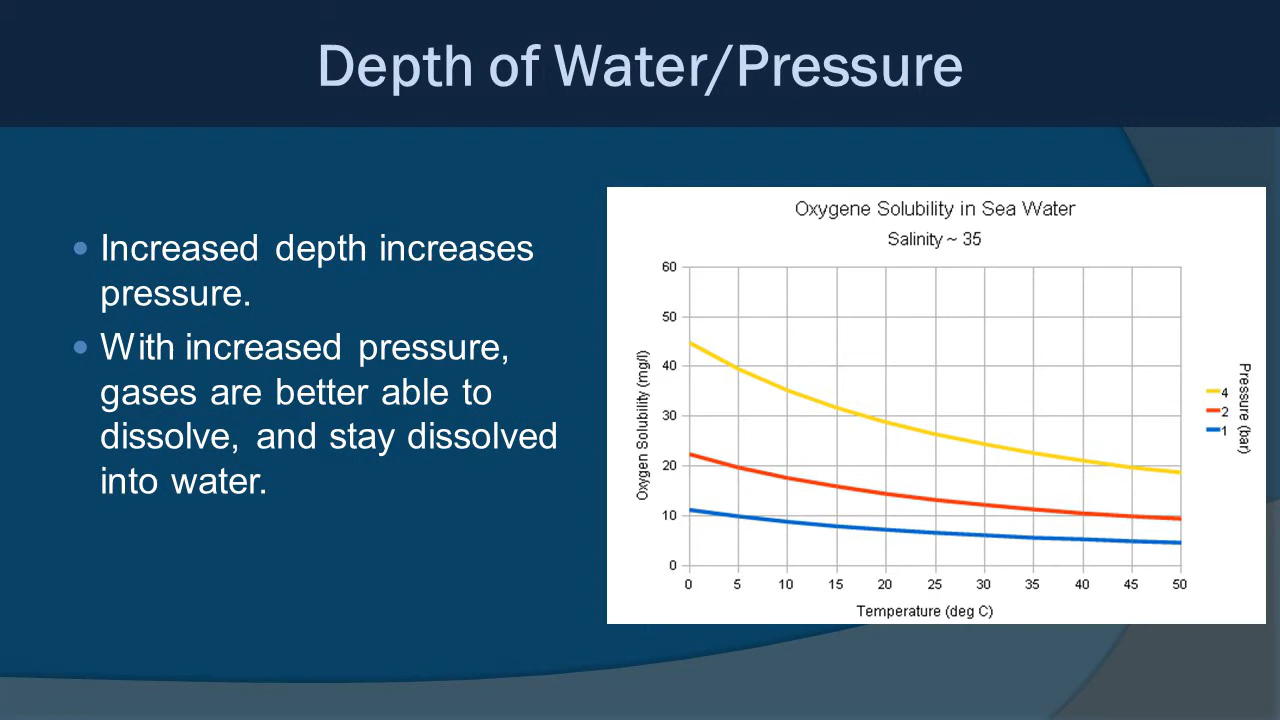 Depth of Water/Pressure
Increased depth increases
pressure.
With increased pressure,
gases are better able to
dissolve, and stay dissolved
into water.
Oxygene Solubility in Sea Water
Salinity ~ 35
60
50
40
30
20
10
0
Oxygen Solubility (mg/l)
0 5 10 15 20 25 30 35 40 45 50
Temperature (deg C)
4
2
1
Pressure (bar)